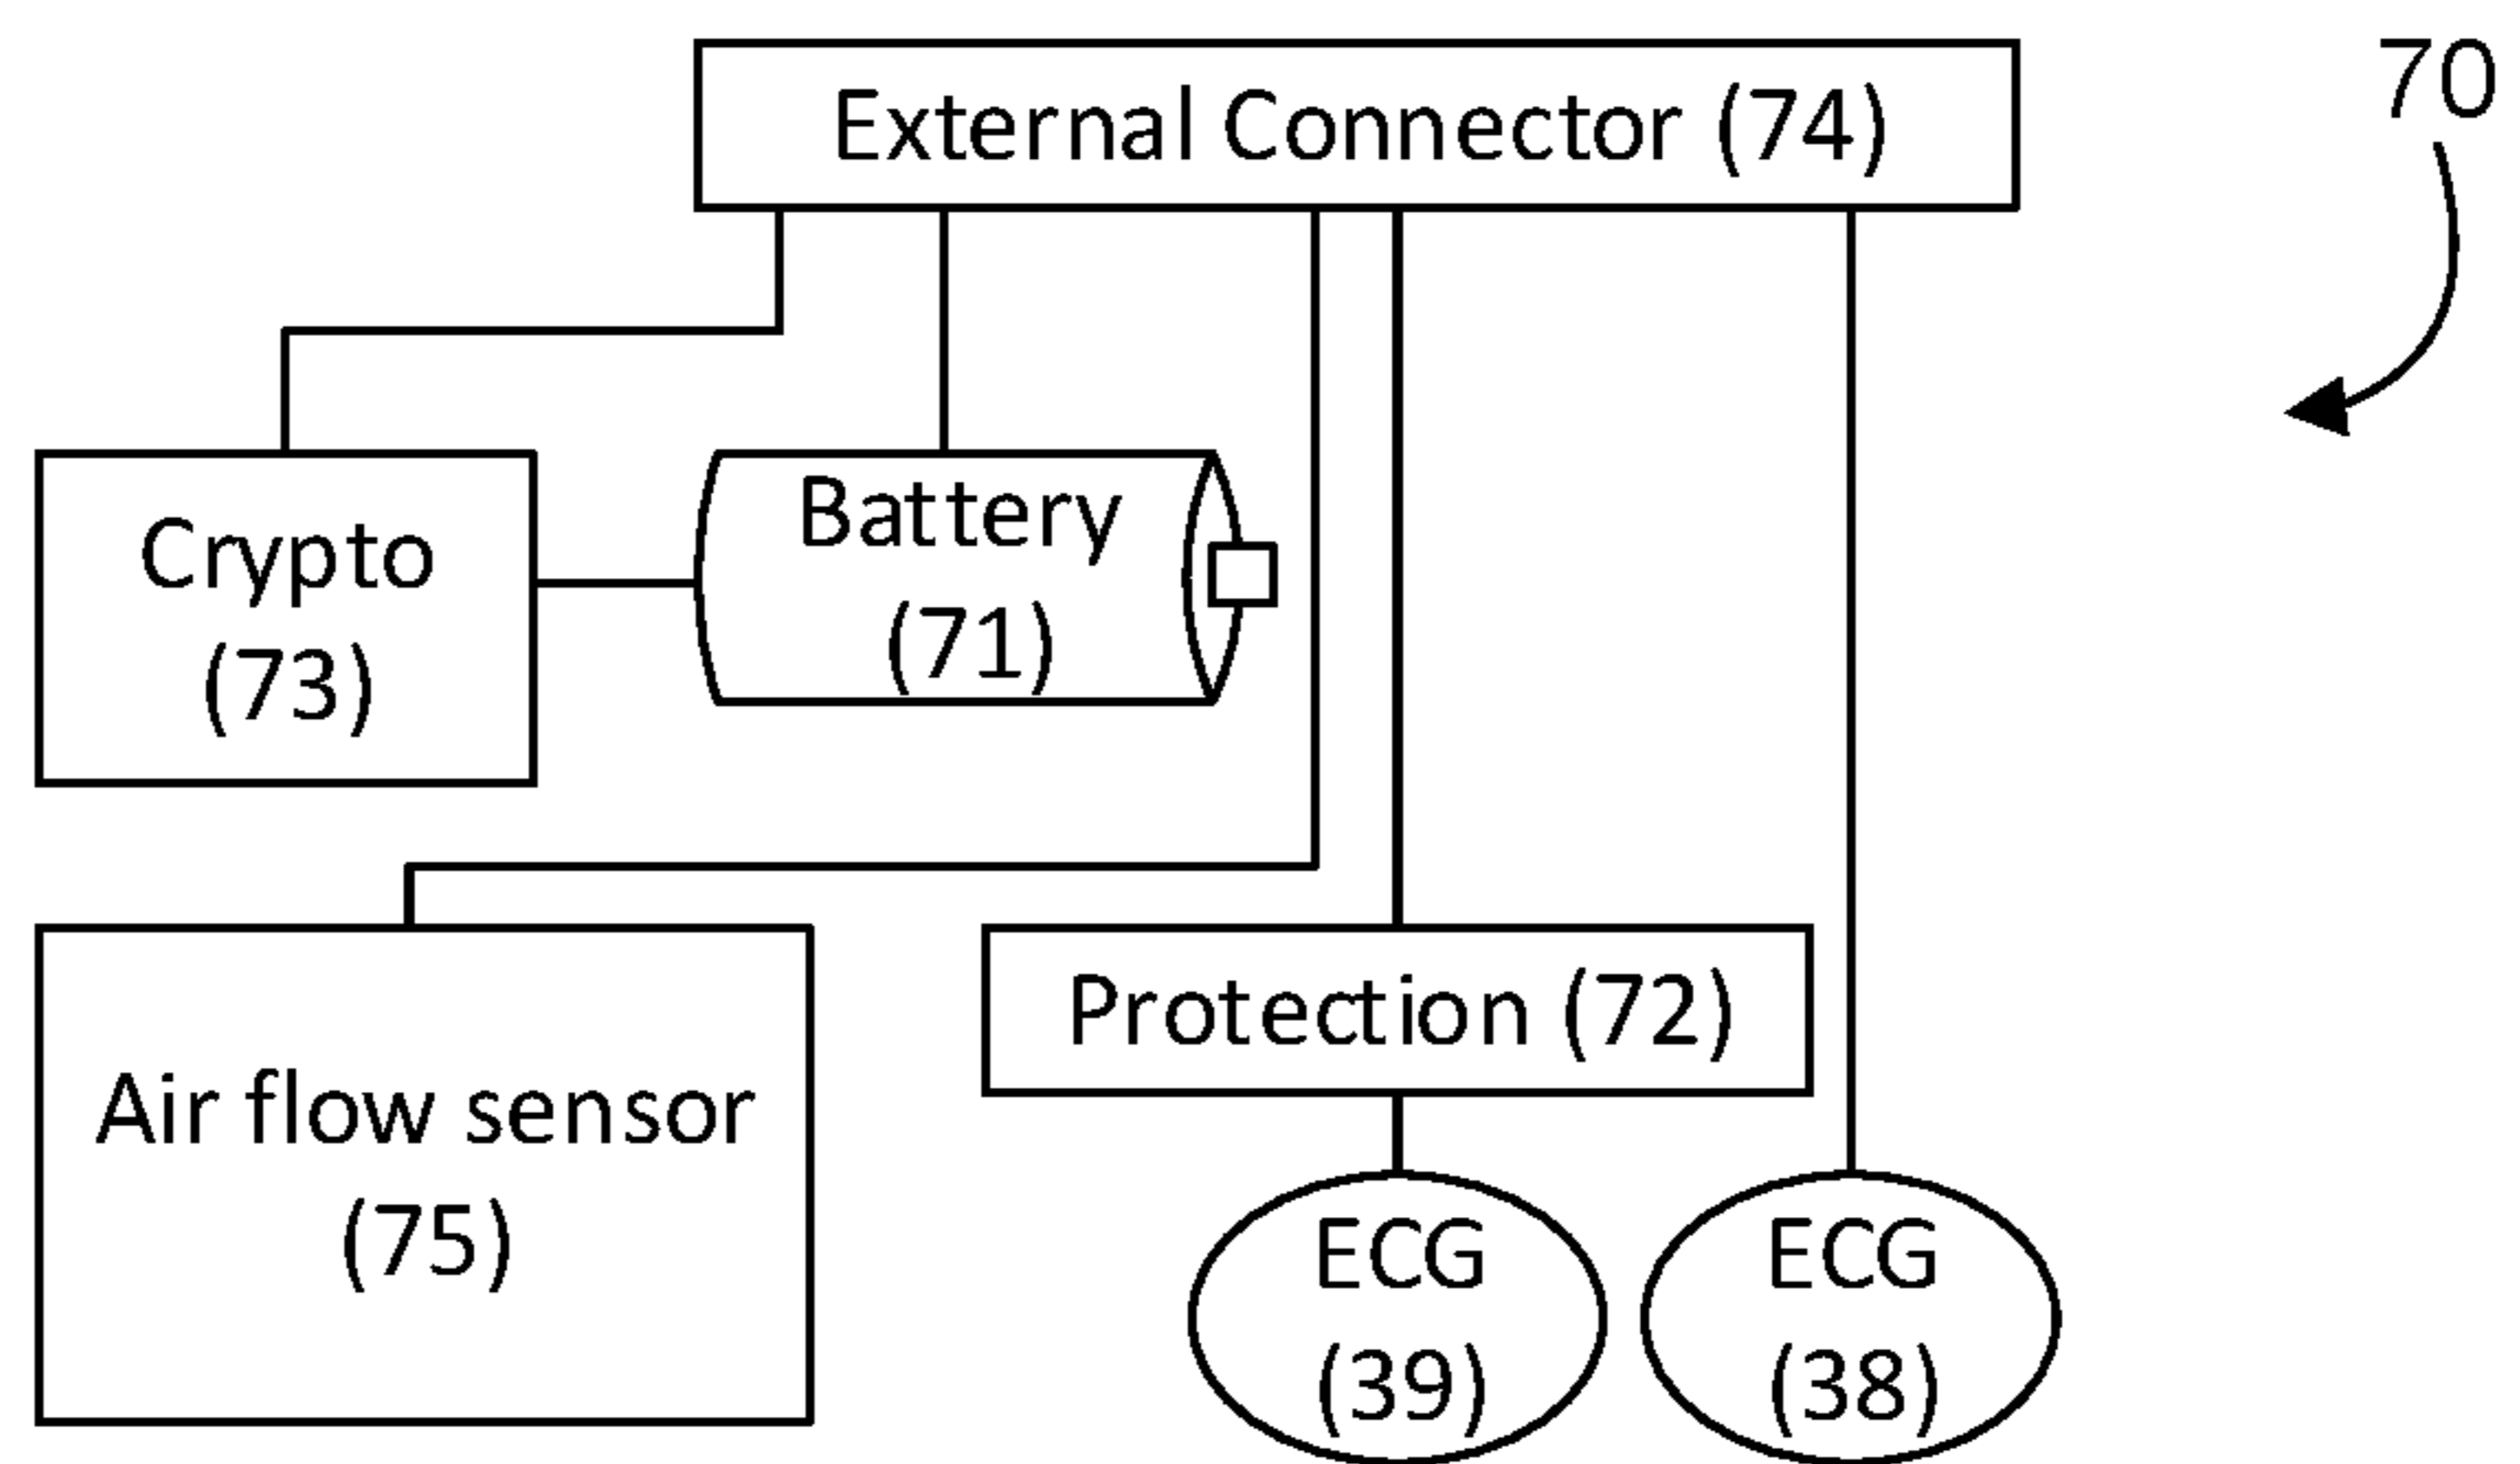 External Connector (74)
70
Crypto
(73)
Battery
(71)
Air flow sensor
(75)
Protection (72)
ECG
(39)
ECG
(38)